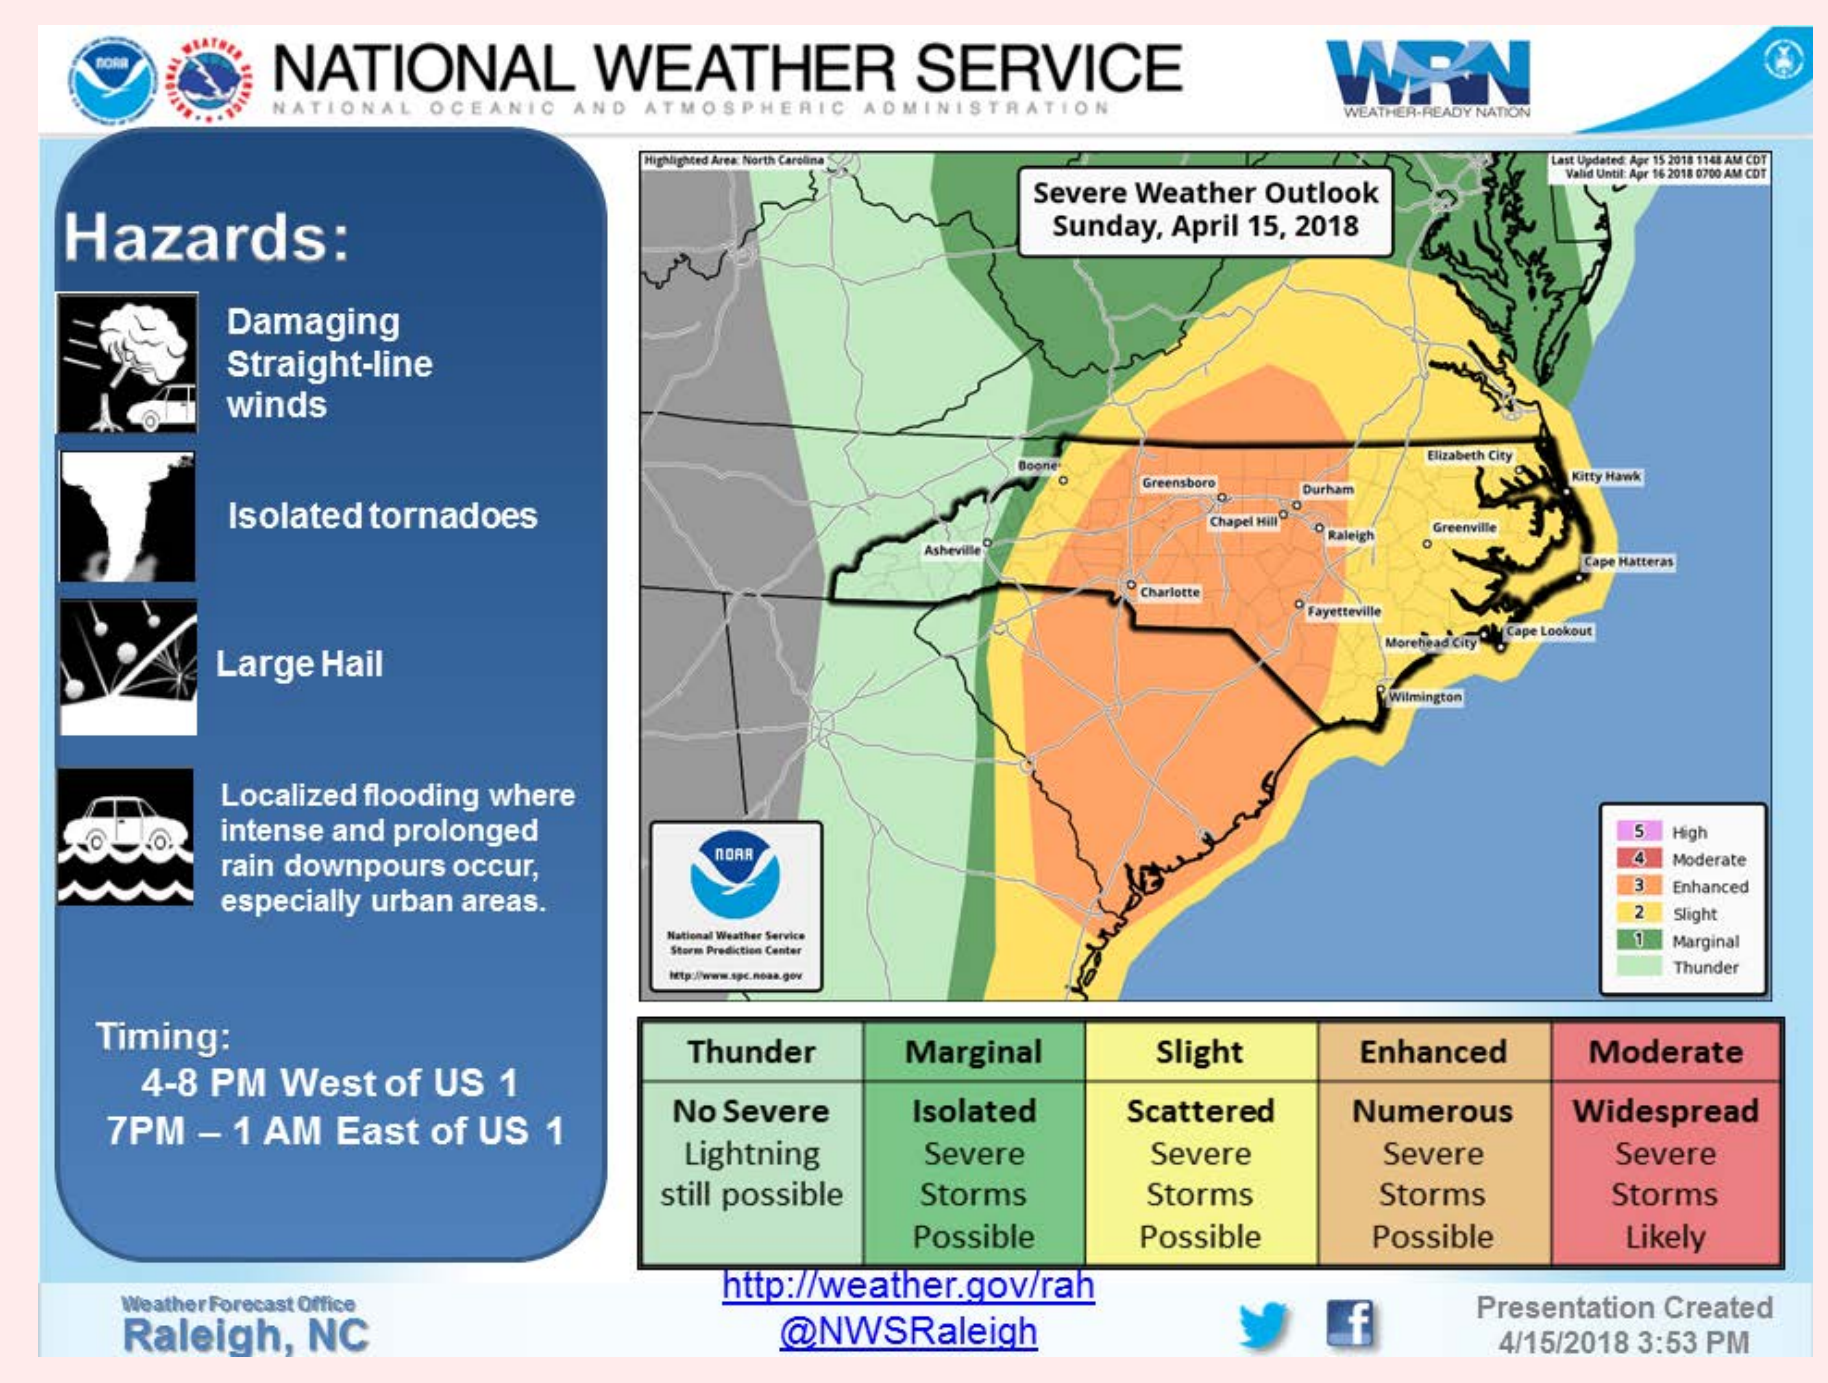 NOAA
NATIONAL WEATHER SERVICE
NATIONAL WEATHER SERVICE
NATIONAL OCEANIC AND ATMOSPHERIC ADMINISTRATION
WRN
WEATHER-READY NATION
Hazards:
Damaging
Straight-line
winds
Isolated tornadoes
Large Hail
Localized flooding where
intense and prolonged
rain downpours occur,
especially urban areas.
Timing:
4-8 PM West of US 1
7PM – 1 AM East of US 1
Highlighted Area: North Carolina
Severe Weather Outlook
Sunday, April 15, 2018
Last Updated: Apr 15 2018 1148 AM CDT
Valid Until: Apr 16 2018 0700 AM CDT
Boone
Elizabeth City
Kitty Hawk
Greensboro
Durham
Chapel Hill
Raleigh
Greenville
Asheville
Cape Hatteras
Charlotte
Fayetteville
Cape Lookout
Morehead City
Wilmington
NOAA
National Weather Service
Storm Prediction Center
http://www.spc.noaa.gov
5 High
4 Moderate
3 Enhanced
2 Slight
1 Marginal
Thunder
Thunder Marginal Slight Enhanced Moderate
No Severe Isolated Scattered Numerous Widespread
Lightning Severe Severe Severe Severe
still possible Storms Storms Storms Storms
Possible Possible Possible Likely
http://weather.gov/rah
@NWSRaleigh
Weather Forecast Office
Raleigh, NC
Presentation Created
4/15/2018 3:53 PM